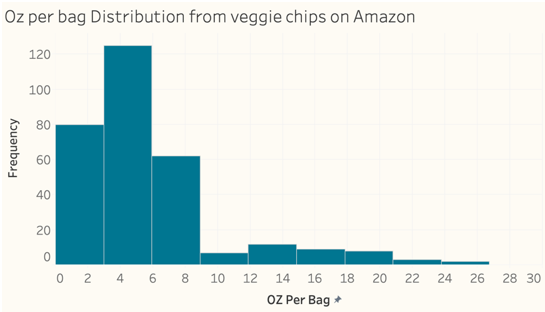 Oz per bag Distribution from veggie chips on Amazon
120
100
80
60
40
20
0
Frequency
0 2 4 6 8 10 12 14 16 18 20 22 24 26 28 30
OZ Per Bag